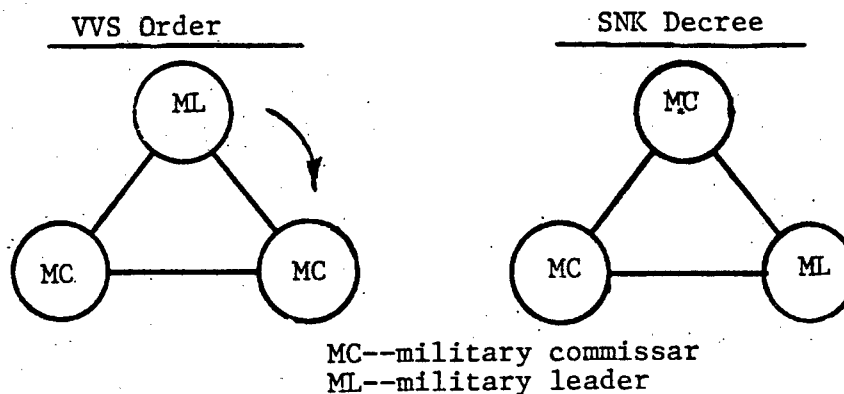 VVS Order
SNK Decree
ML
MC
MC
MC
MC
ML
MC--military commissar
ML--military leader